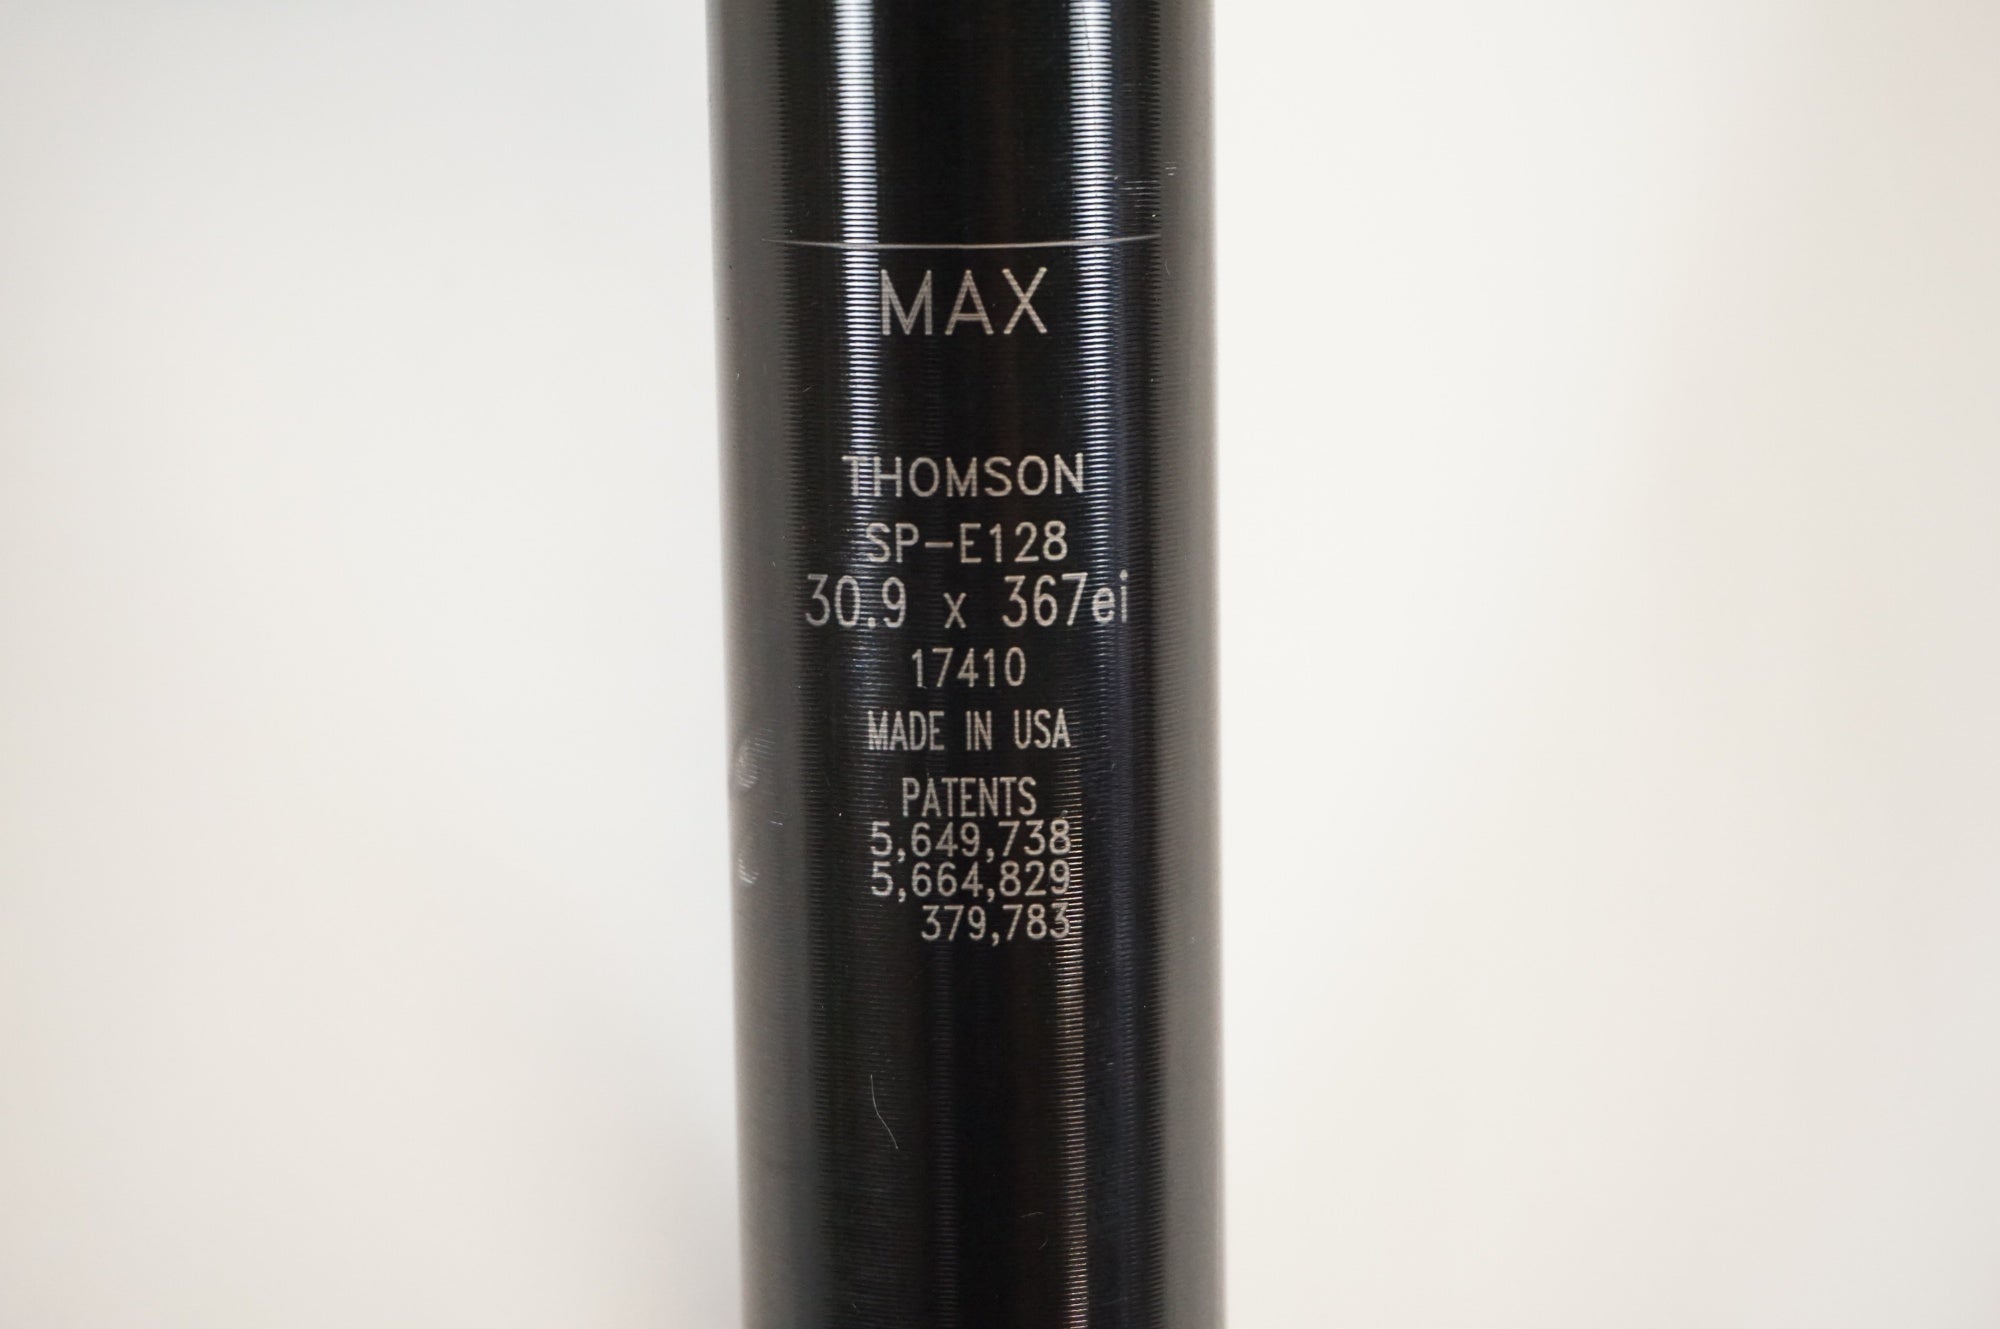 MAX
THOMSON
SP-E128
30.9 x 367ei
17410
MADE IN USA
PATENTS
5,649,738
5,664,829
379,783